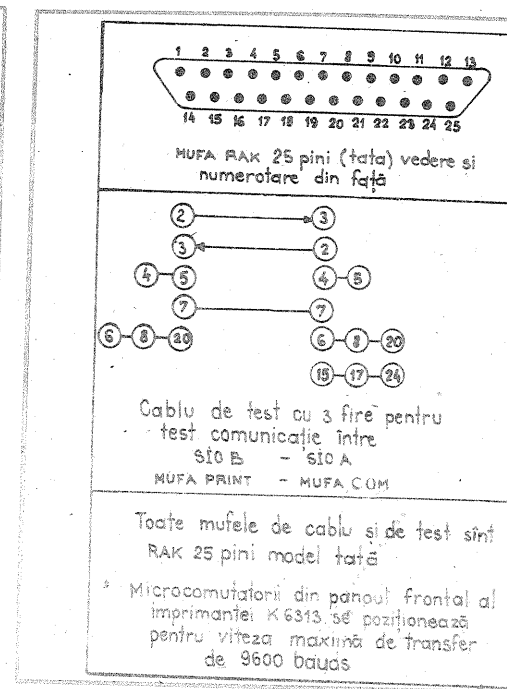 1 2 3 4 5 6 7 8 9 10 11 12 13
14 15 16 17 18 19 20 21 22 23 24 25
MUFA RAK 25 pini (tata) vedere si
numerotare din față
2 3
3 2
4 5 4 5
7 7
6 8 20 6 8 20
15 17 24
Cablu de test cu 3 fire pentru
test comunicație între
SIO B - SIO A
MUFA PRINT - MUFA COM
Toate mufele de cablu și de test sînt
RAK 25 pini model tată
* Microcomutatorii din panoul frontal al
imprimantei K 6313 se poziționează
pentru viteza maximă de transfer
de 9600 bauds